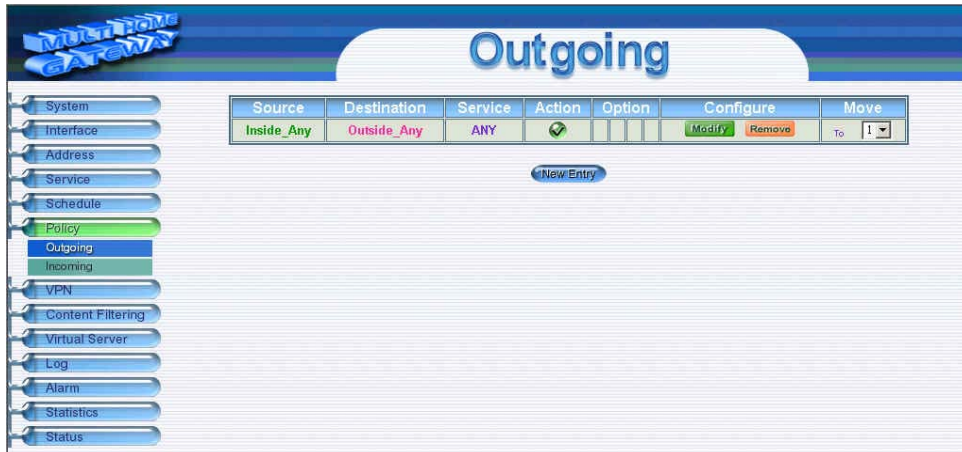 MULTI HOME
GATEWAY
Outgoing
System
Interface
Address
Service
Schedule
Policy
Outgoing
Incoming
VPN
Content Filtering
Virtual Server
Log
Alarm
Statistics
Status
Source Destination Service Action Option Configure Move
Inside_Any Outside_Any ANY Modify Remove To 1
New Entry